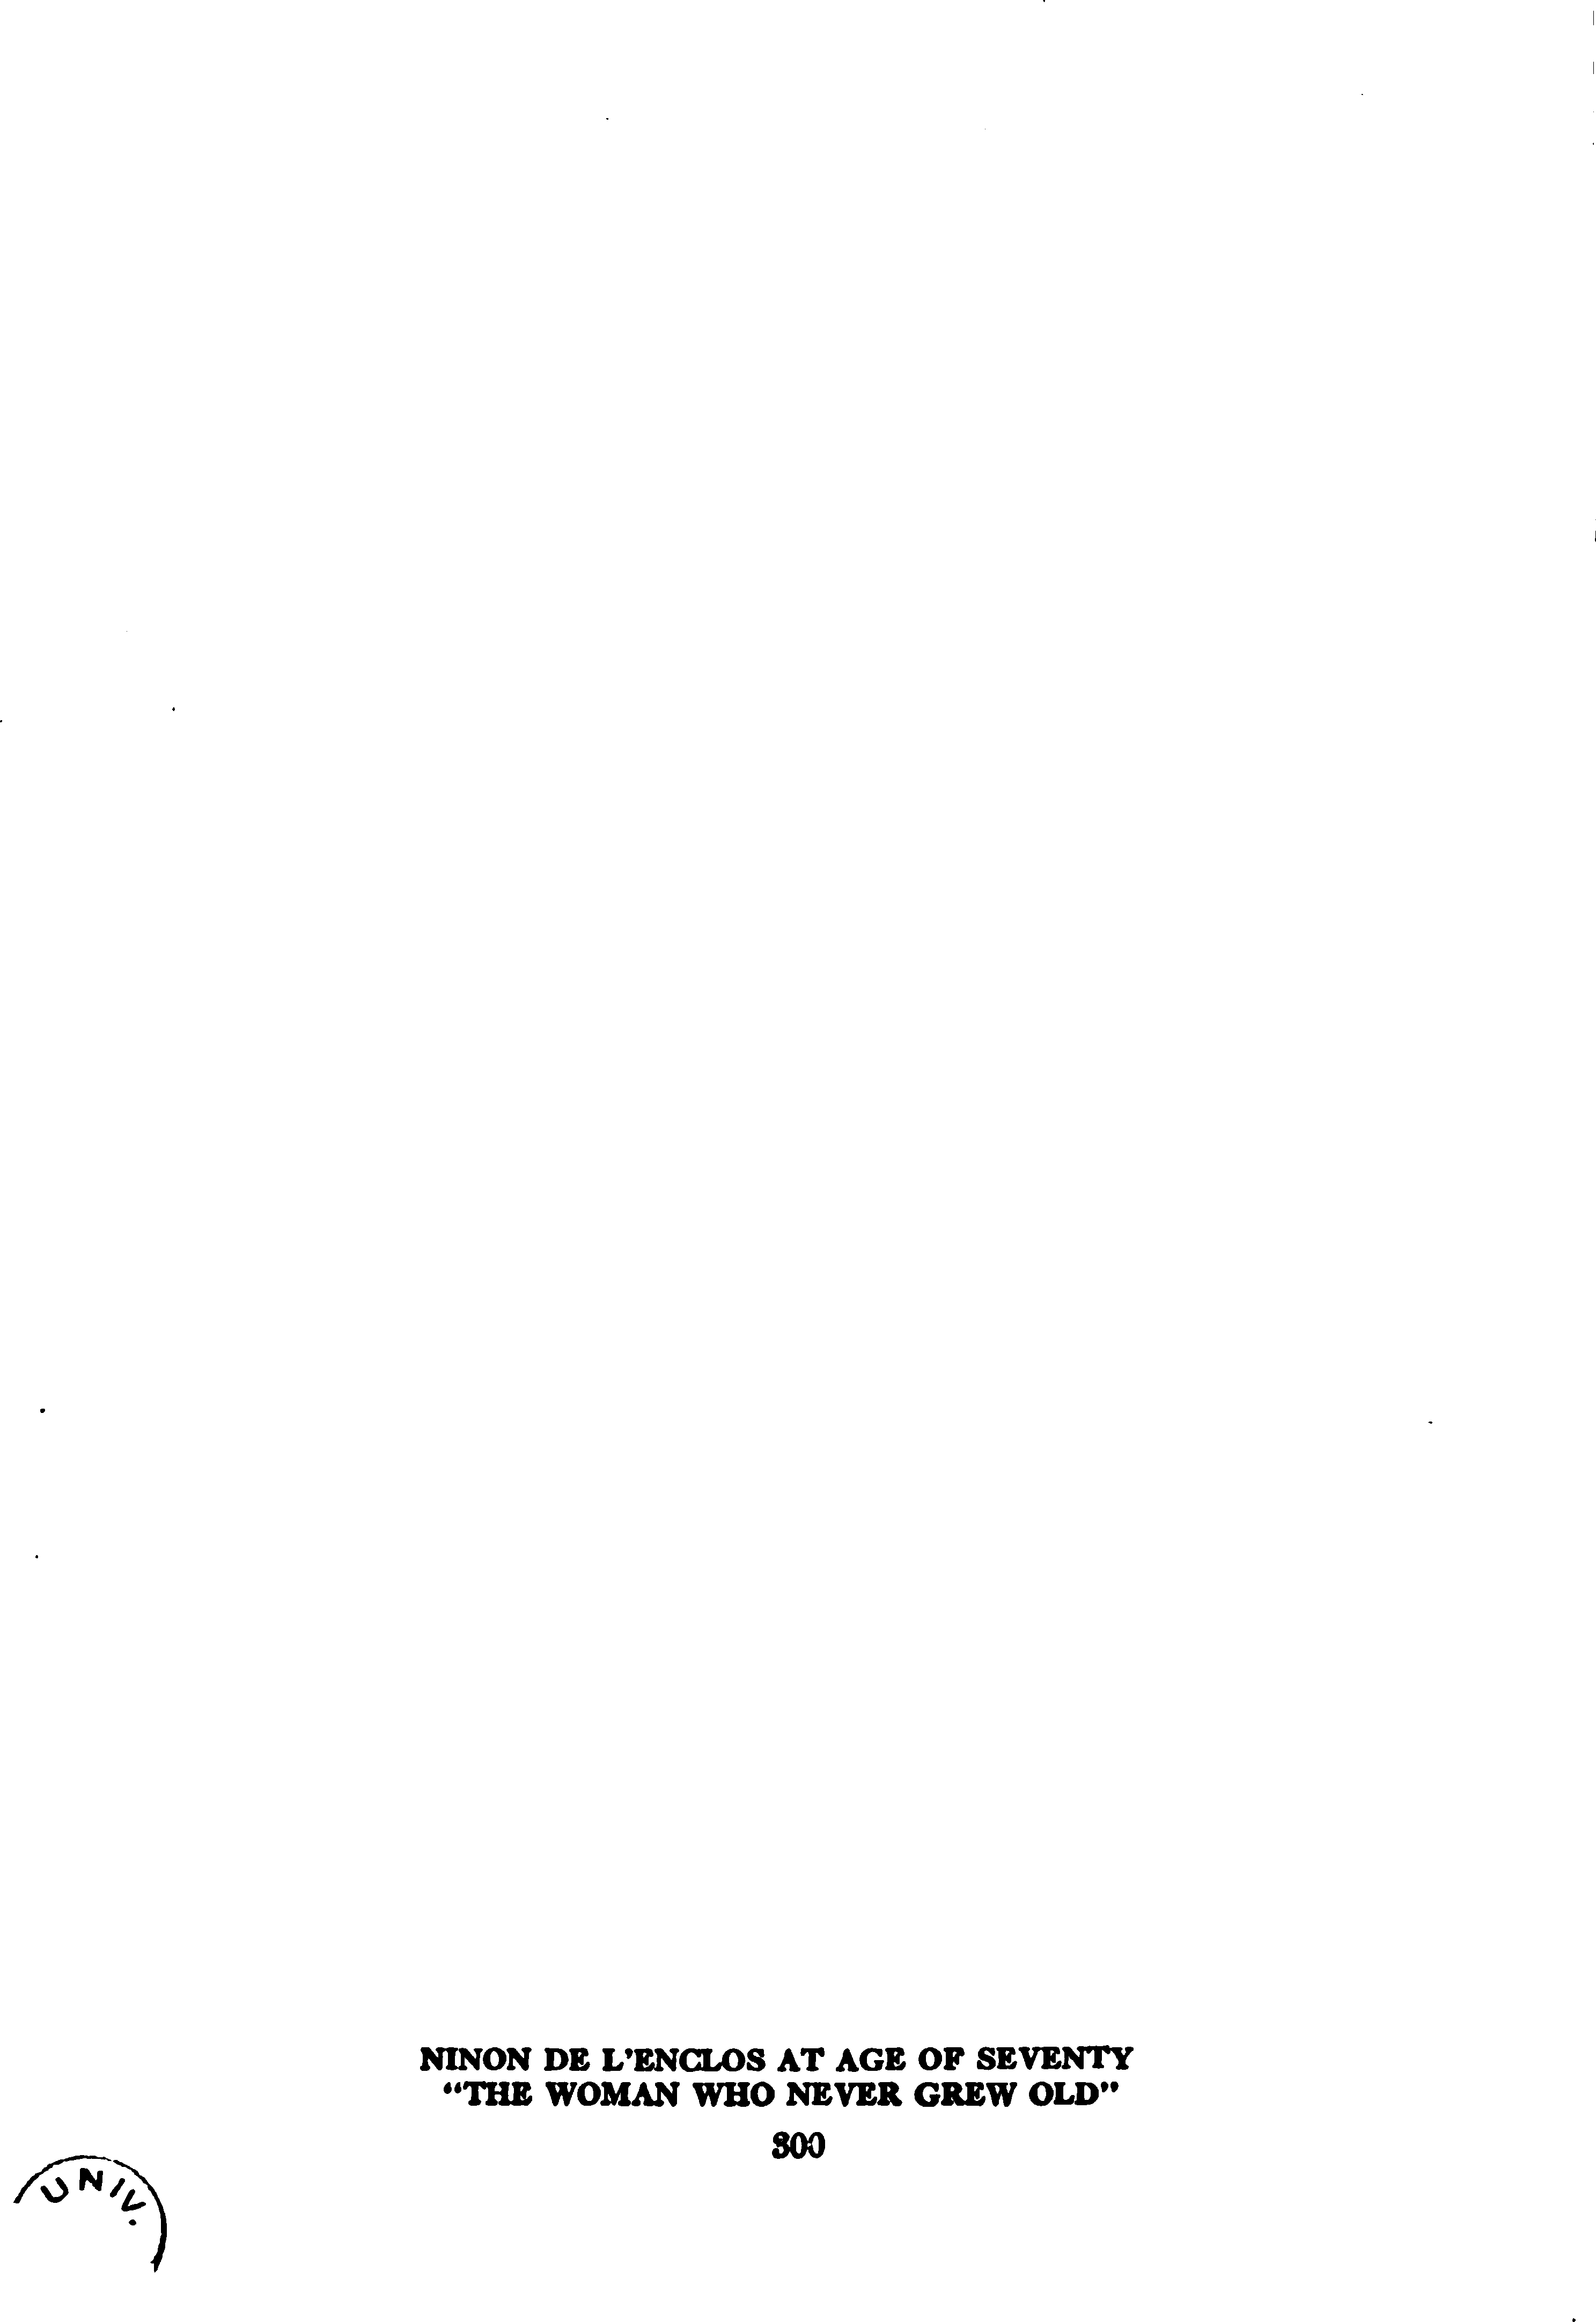 NINON DE L'ENCLOS AT AGE OF SEVENTY
"THE WOMAN WHO NEVER GREW OLD"
300
UNIV.